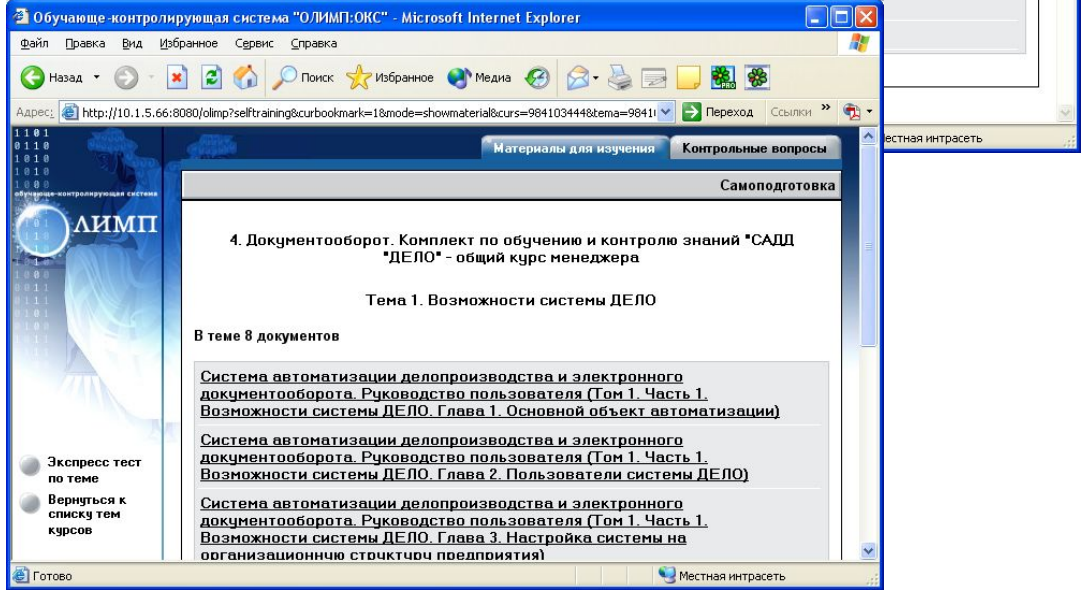 Обучающе-контролирующая система "ОЛИМП:ОКС" - Microsoft Internet Explorer
Файл Правка Вид Избранное Сервис Справка
Назад Поиск Избранное Медиа
Адрес: http://10.1.5.66:8080/olimp?selftraining&curbookmark=1&mode=showmaterial&curs=984103444&tema=9841 Переход Ссылки »
Материалы для изучения Контрольные вопросы
Самоподготовка
обучающе-контролирующая система
ОЛИМП
4. Документооборот. Комплект по обучению и контролю знаний "САДД
"ДЕЛО" - общий курс менеджера
Тема 1. Возможности системы ДЕЛО
В теме 8 документов
Система автоматизации делопроизводства и электронного
документооборота. Руководство пользователя (Том 1. Часть 1.
Возможности системы ДЕЛО. Глава 1. Основной объект автоматизации)
Система автоматизации делопроизводства и электронного
документооборота. Руководство пользователя (Том 1. Часть 1.
Возможности системы ДЕЛО. Глава 2. Пользователи системы ДЕЛО)
Система автоматизации делопроизводства и электронного
документооборота. Руководство пользователя (Том 1. Часть 1.
Возможности системы ДЕЛО. Глава 3. Настройка системы на
организационную структуру предприятия)
Экспресс тест
по теме
Вернуться к
списку тем
курсов
Готово Местная интрасеть
естная интрасеть